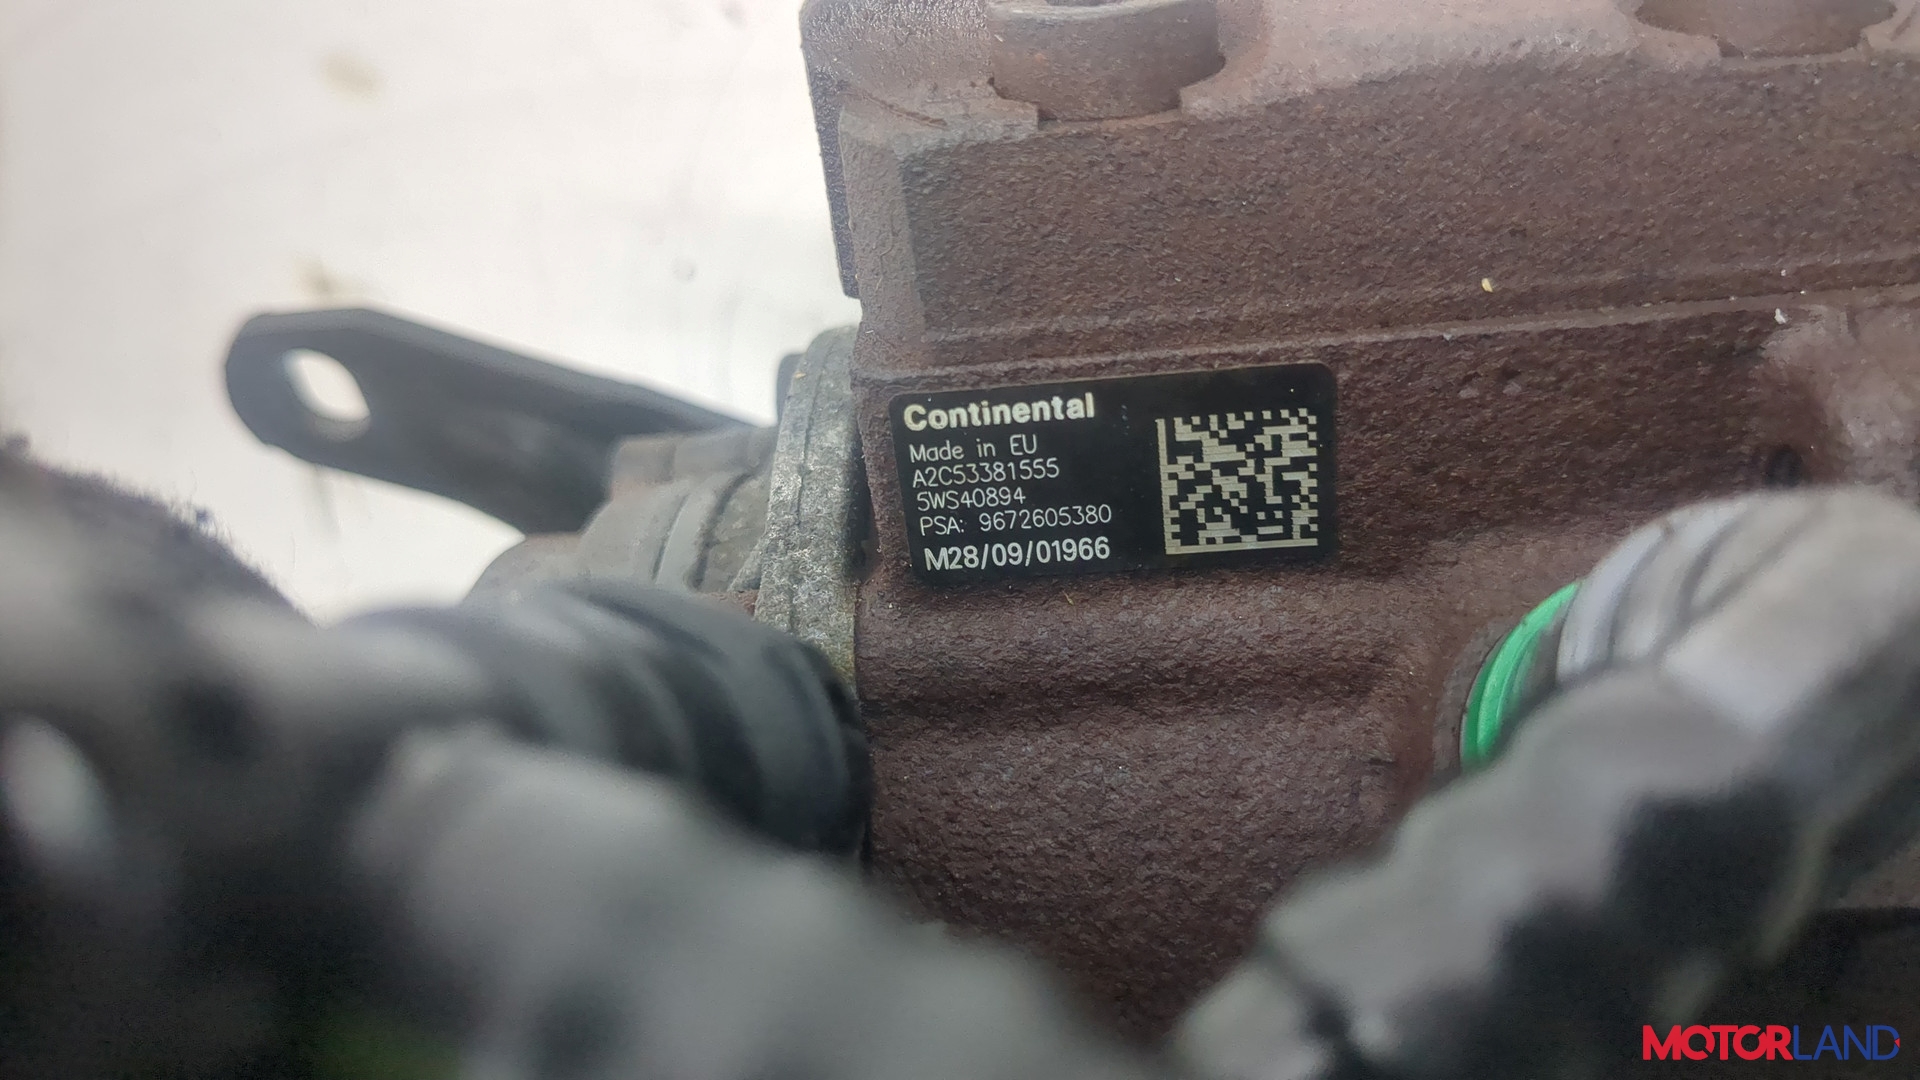 Continental
Made in EU
A2C53381555
5WS40894
PSA: 9672605380
M28/09/01966
MOTORLAND